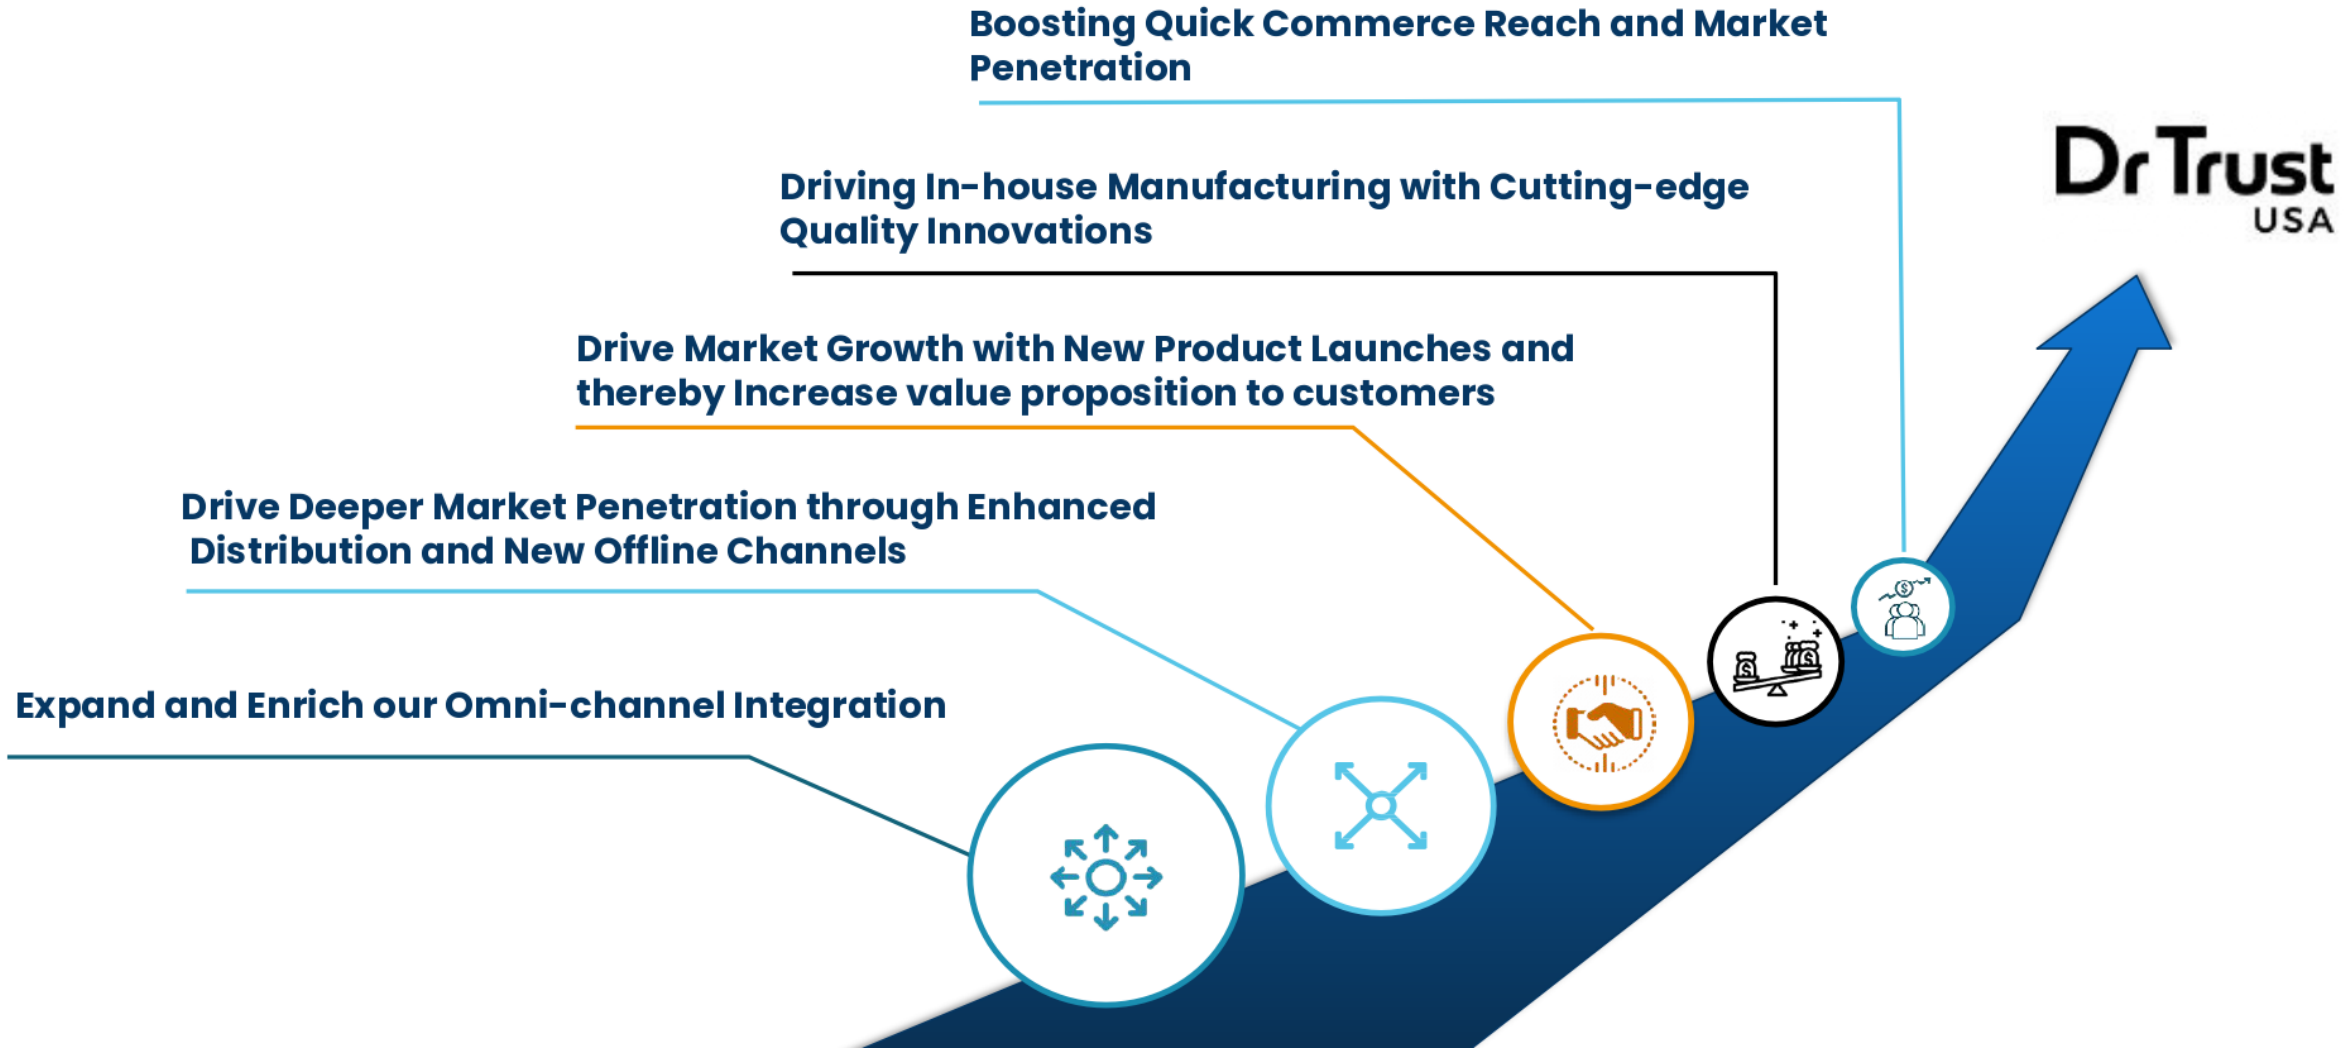 Boosting Quick Commerce Reach and Market
Penetration
Dr Trust
USA
Driving In-house Manufacturing with Cutting-edge
Quality Innovations
Drive Market Growth with New Product Launches and
thereby Increase value proposition to customers
Drive Deeper Market Penetration through Enhanced
Distribution and New Offline Channels
Expand and Enrich our Omni-channel Integration